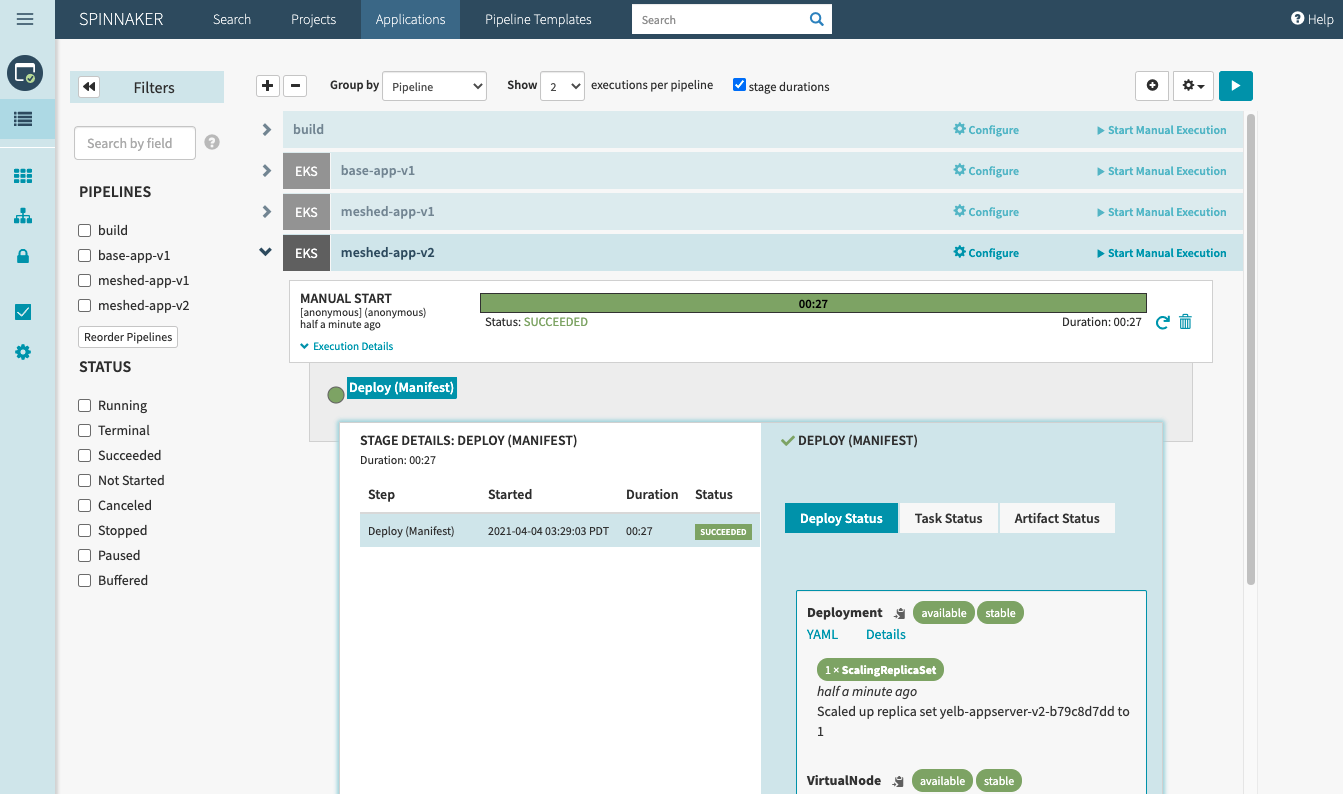 SPINNAKER Search Projects Applications Pipeline Templates Search Help
Filters
Group by Pipeline Show 2 executions per pipeline stage durations
Search by field
PIPELINES
build
base-app-v1
meshed-app-v1
meshed-app-v2
Reorder Pipelines
STATUS
Running
Terminal
Succeeded
Not Started
Canceled
Stopped
Paused
Buffered
build Configure Start Manual Execution
EKS base-app-v1 Configure Start Manual Execution
EKS meshed-app-v1 Configure Start Manual Execution
EKS meshed-app-v2 Configure Start Manual Execution
MANUAL START
[anonymous] (anonymous)
half a minute ago
00:27
Status: SUCCEEDED Duration: 00:27
Execution Details
Deploy (Manifest)
STAGE DETAILS: DEPLOY (MANIFEST)
Duration: 00:27
Step Started Duration Status
Deploy (Manifest) 2021-04-04 03:29:03 PDT 00:27 SUCCEEDED
DEPLOY (MANIFEST)
Deploy Status Task Status Artifact Status
Deployment available stable
YAML Details
1 × ScalingReplicaSet
half a minute ago
Scaled up replica set yelb-appserver-v2-b79c8d7dd to
1
VirtualNode available stable